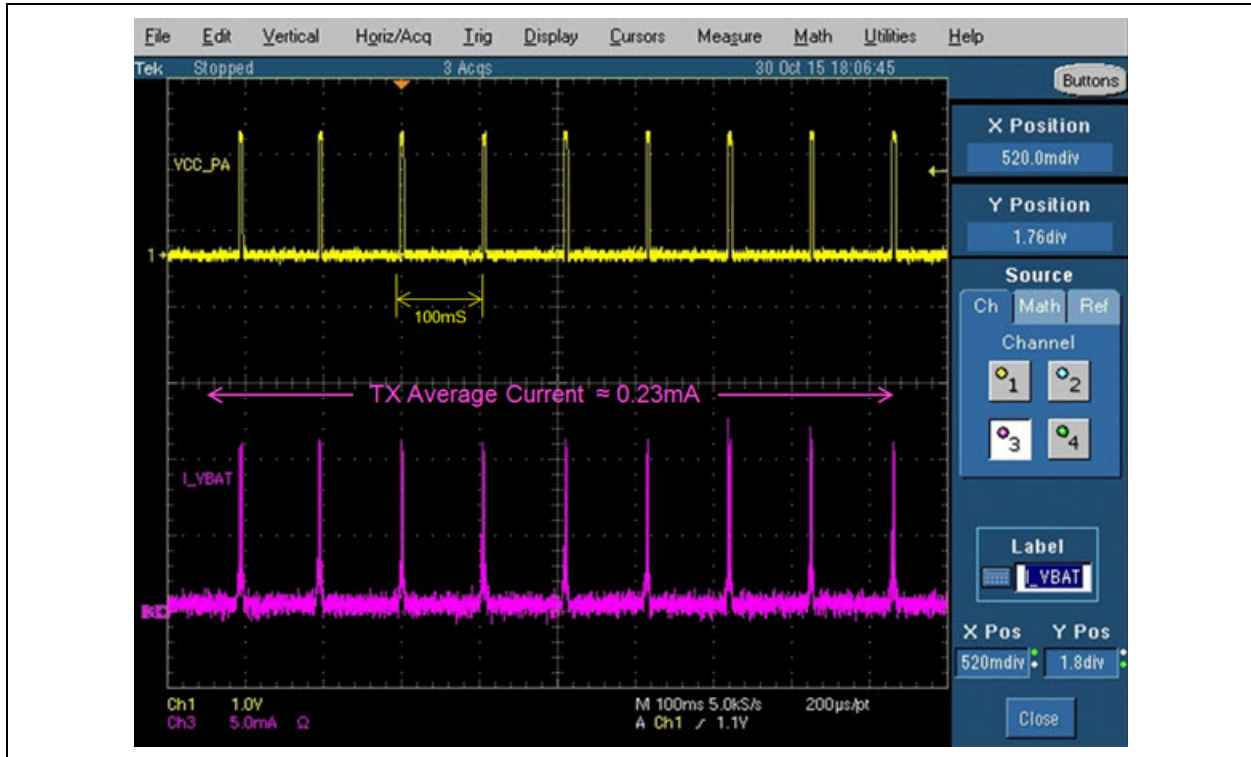 File Edit Vertical Horiz/Acq Trig Display Cursors Measure Math Utilities Help
Tek Stopped 3 Acqs 30 Oct 15 18:06:45
Buttons
X Position
520.0mdiv
VCC_PA
Y Position
1.76div
1
Source
Ch Math Ref
100mS
Channel
1 2
TX Average Current ≈ 0.23mA
3 4
I_VBAT
Label
I_VBAT
3
X Pos Y Pos
520mdiv 1.8div
Ch1 1.0V M 100ms 5.0kS/s 200µs/pt
Ch3 5.0mA Ω A Ch1 / 1.1V
Close